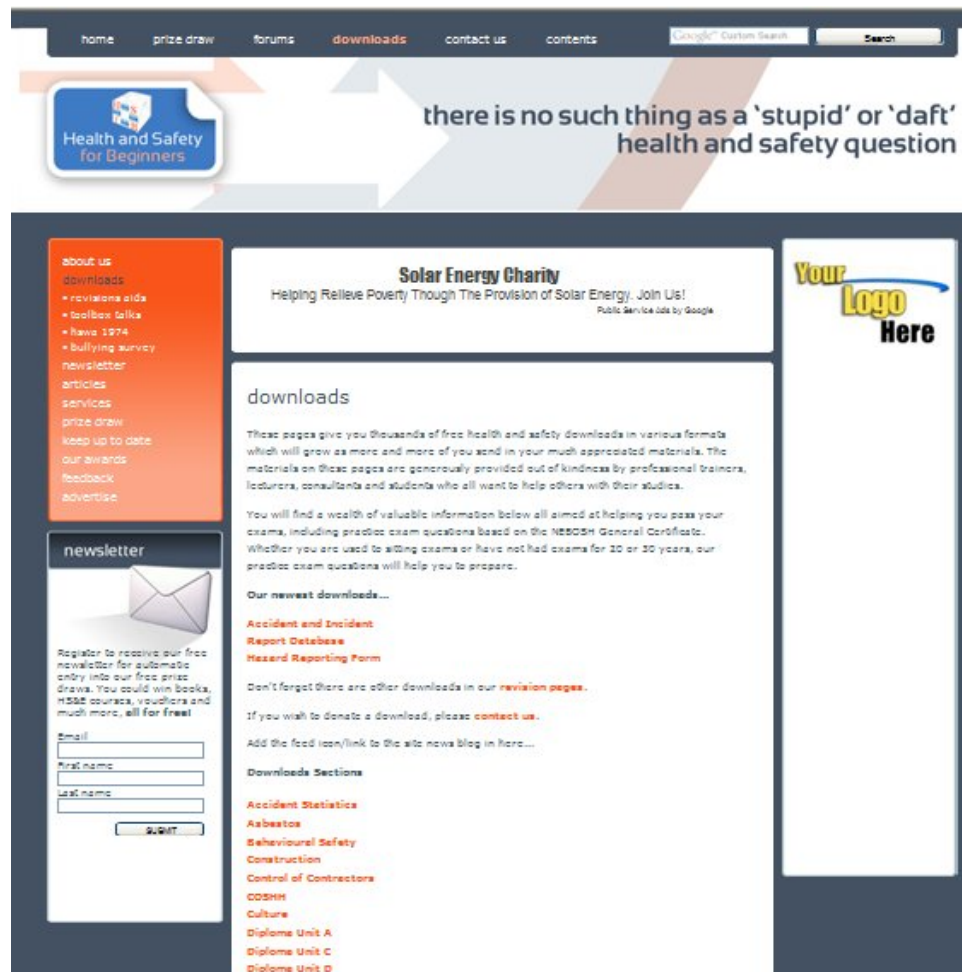 home prize draw forums downloads contact us contents Google™ Custom Search Search
Health and Safety
for Beginners
there is no such thing as a 'stupid' or 'daft'
health and safety question
about us
downloads
• revisions aids
• toolbox talks
• hawa 1974
• bullying survey
newsletter
articles
services
prize draw
keep up to date
our awards
feedback
advertise
newsletter
Register to receive our free
newsletter for automatic
entry into our free prize
draws. You could win books,
HS&E courses, vouchers and
much more, all for free!
Email
First name
Last name
SUBMIT
Solar Energy Charity
Helping Relieve Poverty Though The Provision of Solar Energy. Join Us!
Public Service Ads by Google
downloads
These pages give you thousands of free health and safety downloads in various formats
which will grow as more and more of you send in your much appreciated materials. The
materials on these pages are generously provided out of kindness by professional trainers,
lecturers, consultants and students who all want to help others with their studies.
You will find a wealth of valuable information below all aimed at helping you pass your
exams, including practice exam questions based on the NEBOSH General Certificate.
Whether you are used to sitting exams or have not had exams for 20 or 30 years, our
practice exam questions will help you to prepare.
Our newest downloads...
Accident and Incident
Report Database
Hazard Reporting Form
Don't forget there are other downloads in our revision pages.
If you wish to donate a download, please contact us.
Add the feed icon/link to the site news blog in here...
Downloads Sections
Accident Statistics
Asbestos
Behavioural Safety
Construction
Control of Contractors
COSHH
Culture
Diploma Unit A
Diploma Unit C
Diploma Unit D
Your
Logo
Here